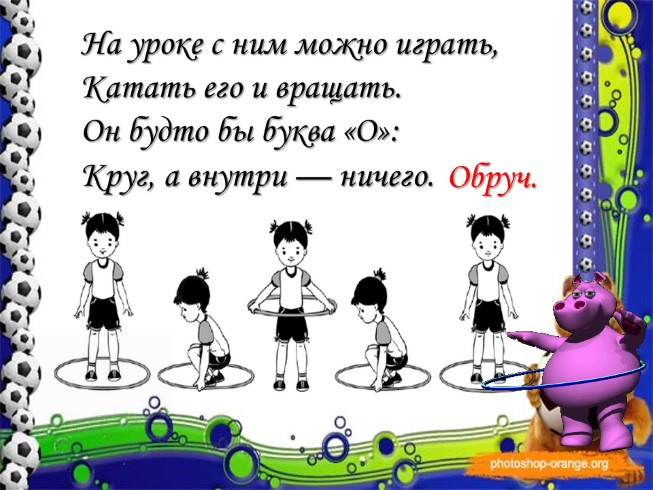 На уроке с ним можно играть,
Катать его и вращать.
Он будто бы буква «О»:
Круг, а внутри — ничего. Обруч.
photoshop-orange.org